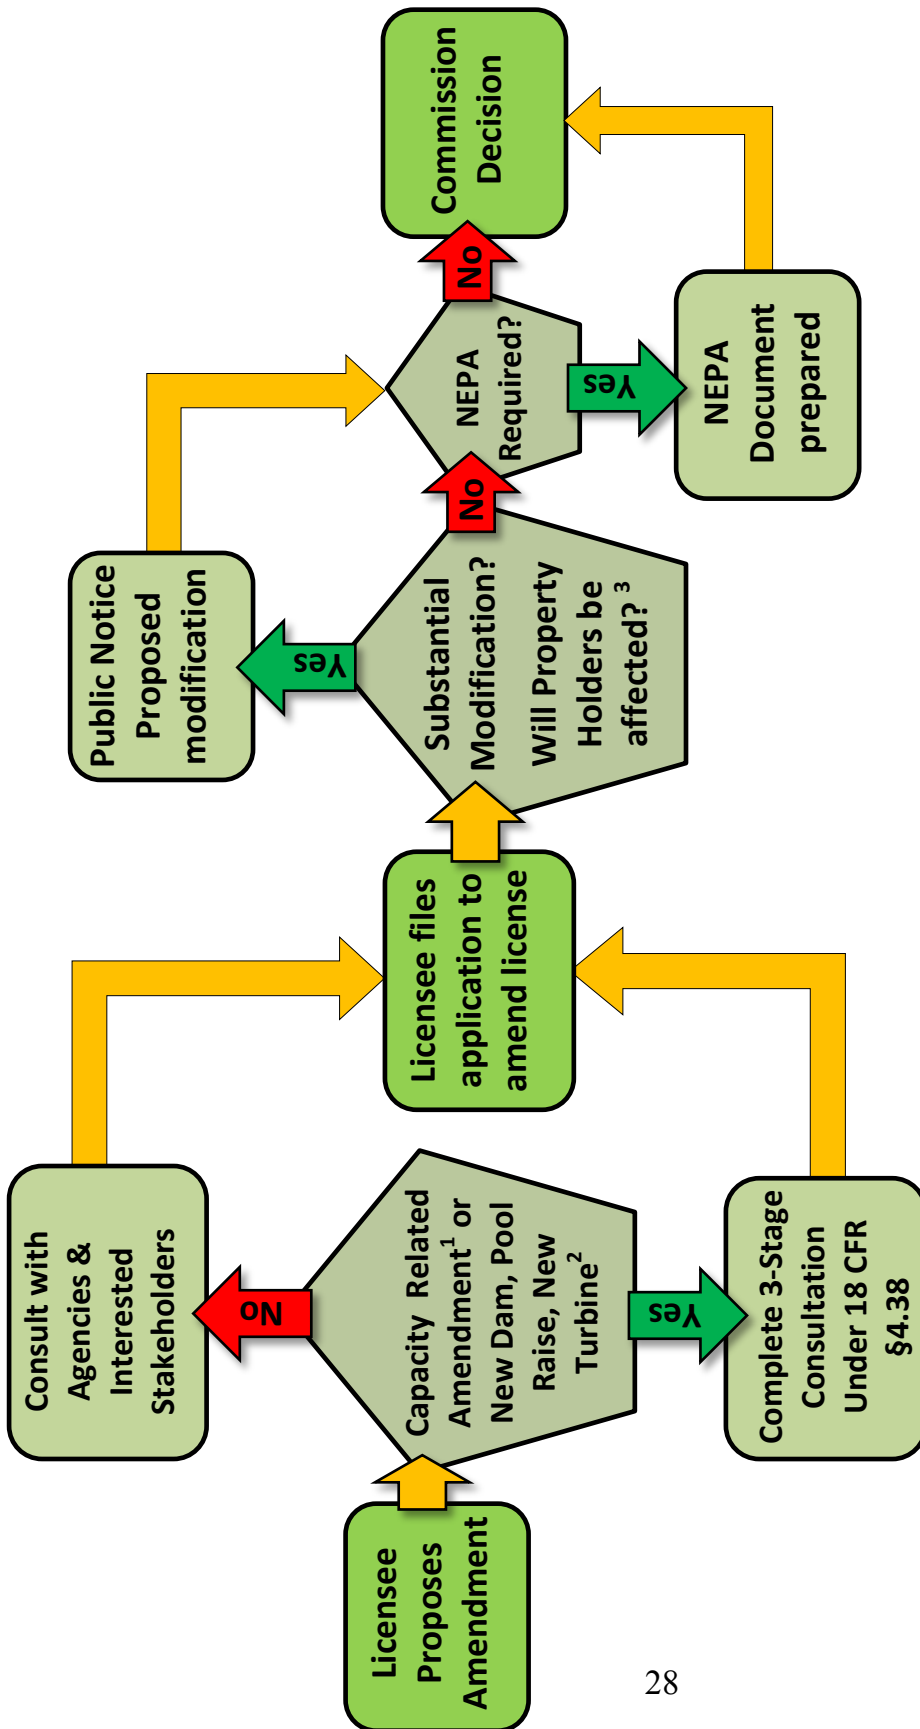 Licensee
Proposes
Amendment
Capacity Related
Amendment¹ or
New Dam, Pool
Raise, New
Turbine²
No
Consult with
Agencies &
Interested
Stakeholders
Yes
Complete 3-Stage
Consultation
Under 18 CFR
§4.38
Licensee files
application to
amend license
Substantial
Modification?
Will Property
Holders be
affected? ³
Yes
Public Notice
Proposed
modification
No
NEPA
Required?
Yes
NEPA
Document
prepared
No
Commission
Decision
28